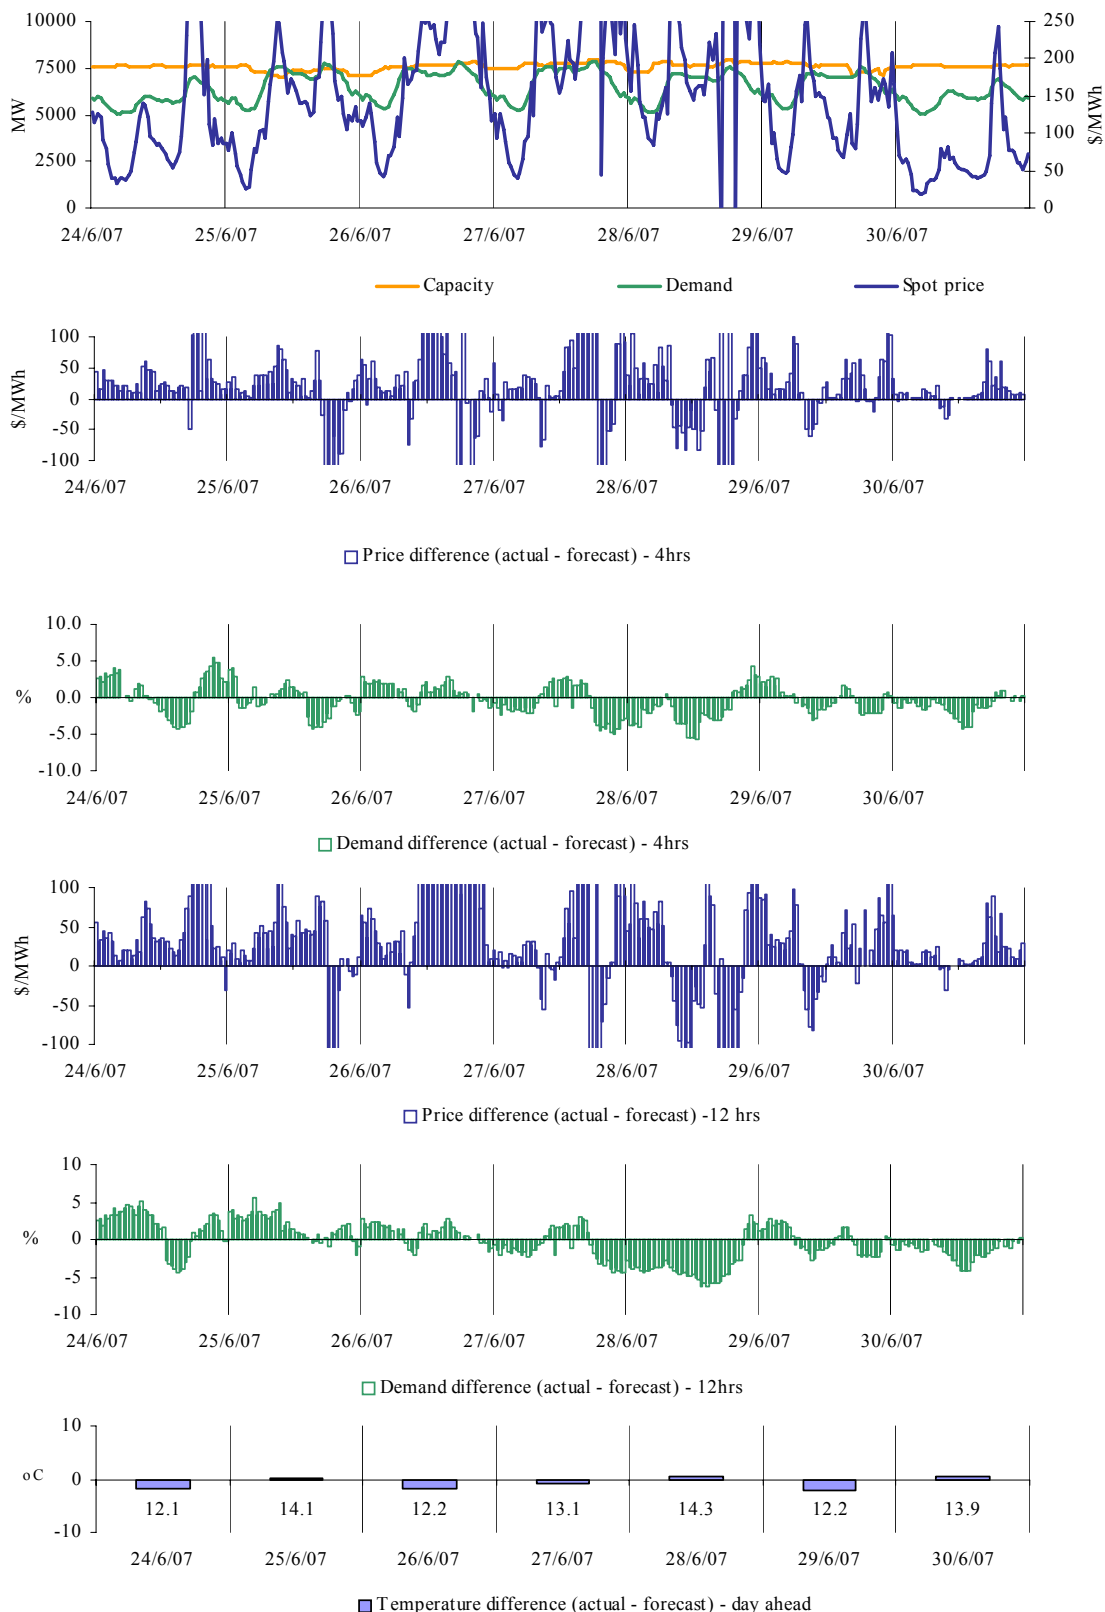 10000 250
7500 200
MW 5000 150 $/MWh
100
2500 50
0 0
24/6/07 25/6/07 26/6/07 27/6/07 28/6/07 29/6/07 30/6/07
Capacity Demand Spot price
100
50
$/MWh 0
-50
-100
24/6/07 25/6/07 26/6/07 27/6/07 28/6/07 29/6/07 30/6/07
Price difference (actual - forecast) - 4hrs
10.0
5.0
% 0.0
-5.0
-10.0
24/6/07 25/6/07 26/6/07 27/6/07 28/6/07 29/6/07 30/6/07
Demand difference (actual - forecast) - 4hrs
100
50
$/MWh 0
-50
-100
24/6/07 25/6/07 26/6/07 27/6/07 28/6/07 29/6/07 30/6/07
Price difference (actual - forecast) -12 hrs
10
5
% 0
-5
-10
24/6/07 25/6/07 26/6/07 27/6/07 28/6/07 29/6/07 30/6/07
Demand difference (actual - forecast) - 12hrs
10
oC 0
12.1 14.1 12.2 13.1 14.3 12.2 13.9
-10
24/6/07 25/6/07 26/6/07 27/6/07 28/6/07 29/6/07 30/6/07
Temperature difference (actual - forecast) - day ahead